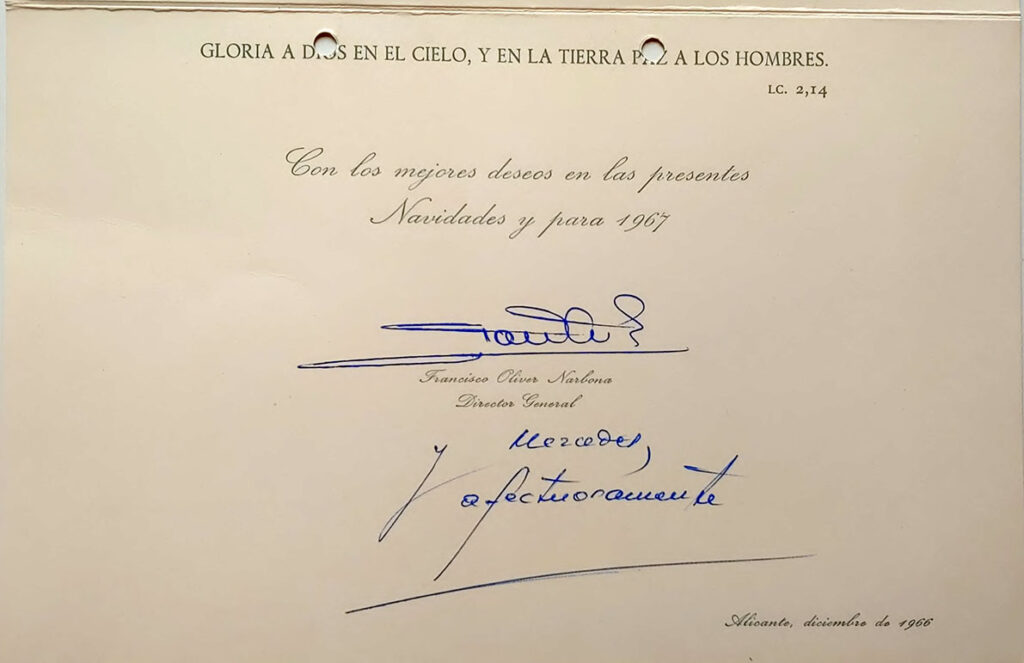 GLORIA A DIOS EN EL CIELO, Y EN LA TIERRA PAZ A LOS HOMBRES.
LC. 2,14
Con los mejores deseos en las presentes
Navidades y para 1967
Francisco Oliver Narbona
Director General
y Mercedes,
afectuosamente
Alicante, diciembre de 1966